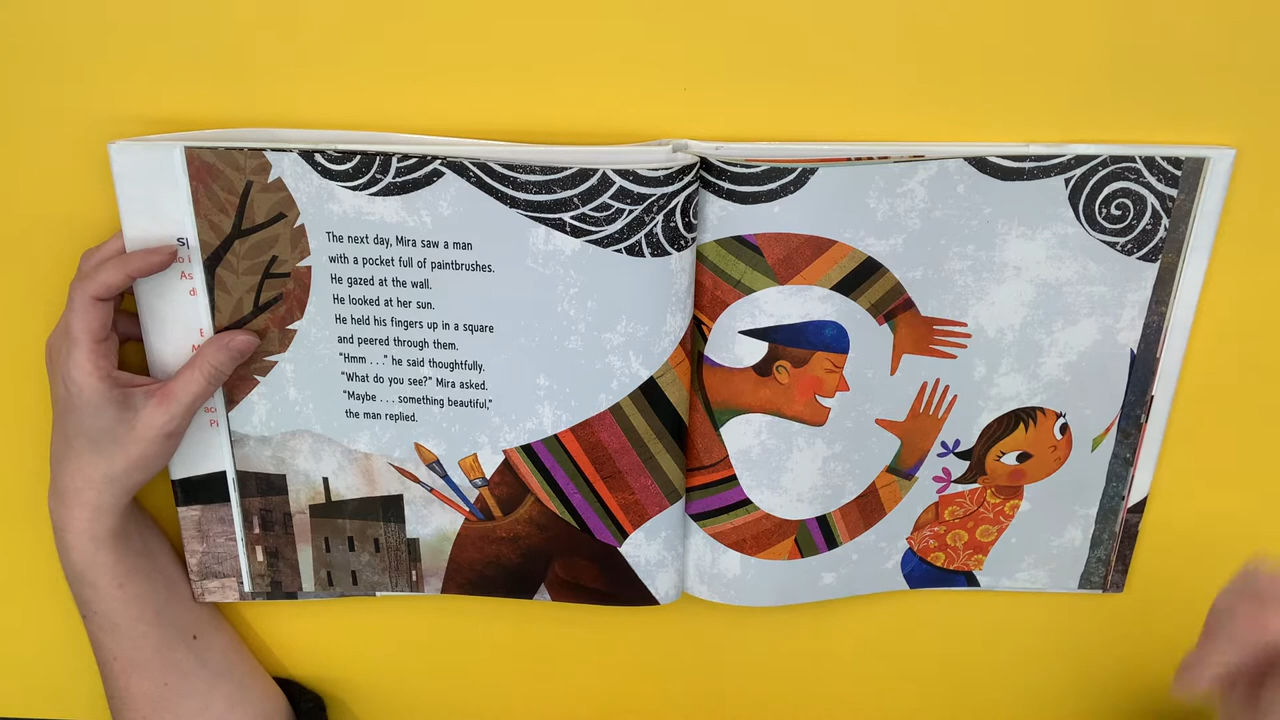 The next day, Mira saw a man
with a pocket full of paintbrushes.
He gazed at the wall.
He looked at her sun.
He held his fingers up in a square
and peered through them.
“Hmm . . .” he said thoughtfully.
“What do you see?” Mira asked.
“Maybe . . . something beautiful,”
the man replied.